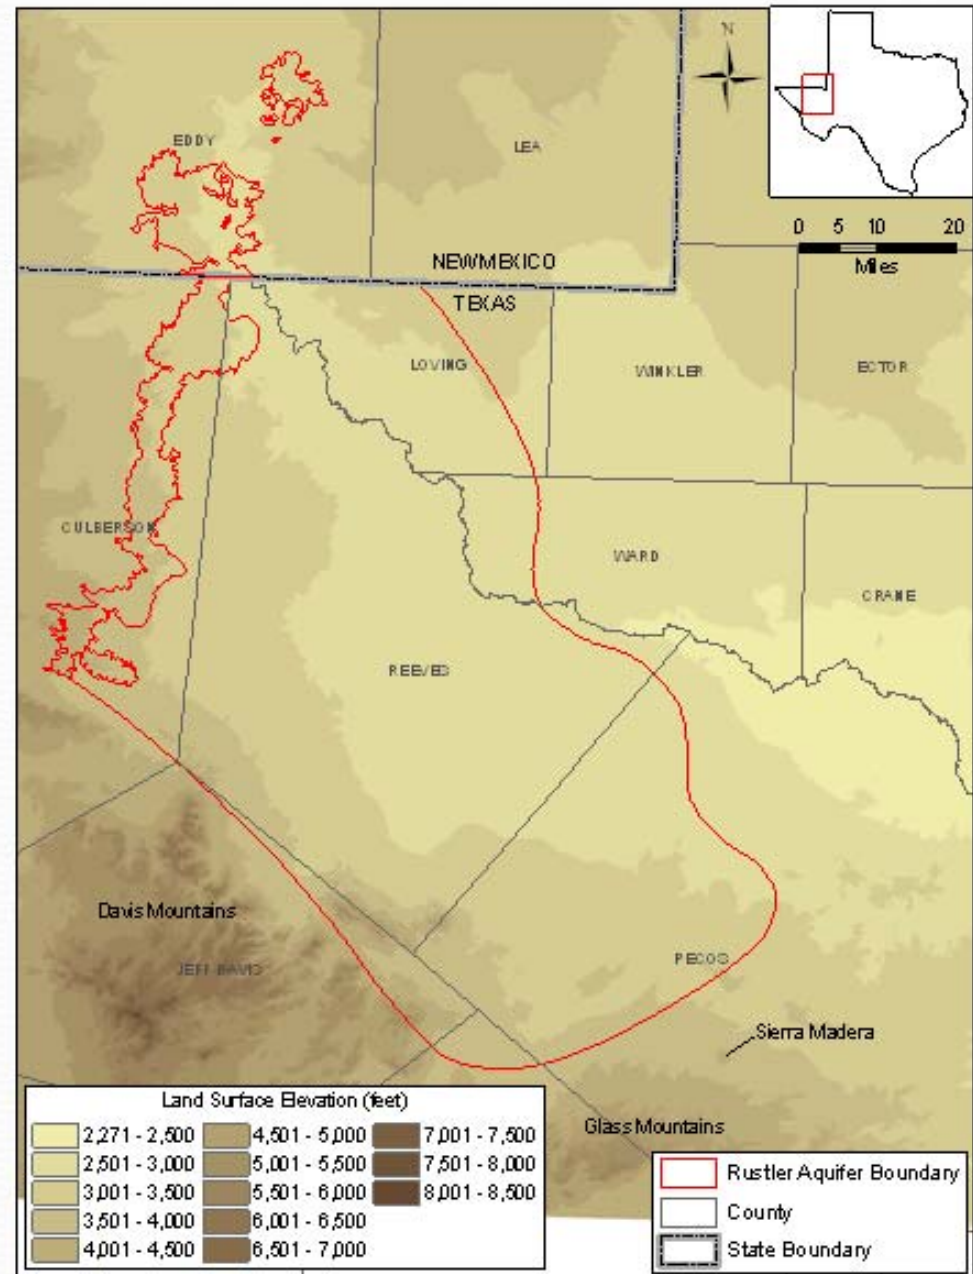 N
EDDY
LEA
0 5 10 20
Miles
NEW MEXICO
TEXAS
LOVING
WINKLER
ECTOR
CULBERSON
WARD
CRANE
REEVES
Davis Mountains
JEFF DAVIS
PECOS
Sierra Madera
Glass Mountains
Land Surface Elevation (feet)
2,271 - 2,500 4,501 - 5,000 7,001 - 7,500
2,501 - 3,000 5,001 - 5,500 7,501 - 8,000
3,001 - 3,500 5,501 - 6,000 8,001 - 8,500
3,501 - 4,000 6,001 - 6,500
4,001 - 4,500 6,501 - 7,000
Rustler Aquifer Boundary
County
State Boundary